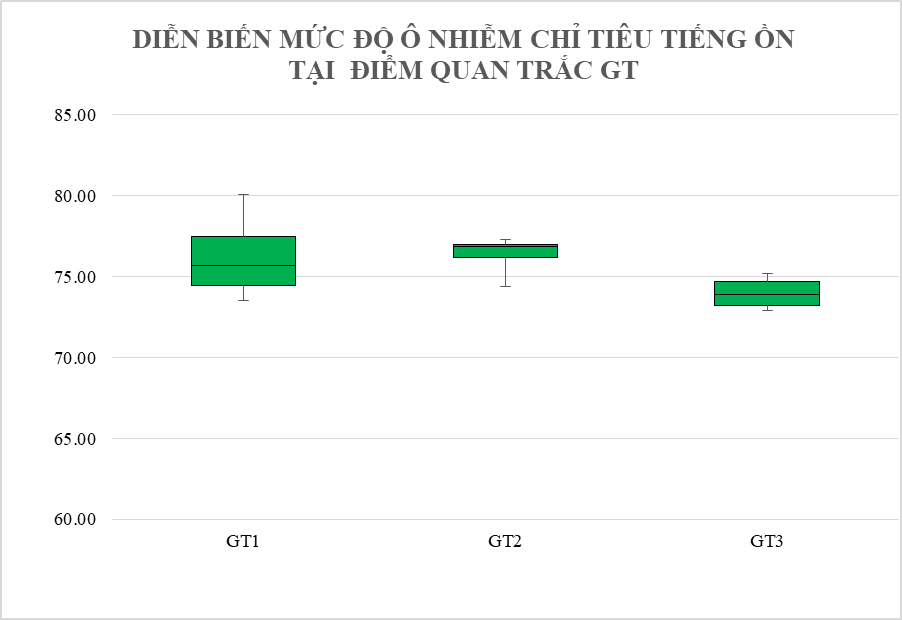 DIỄN BIẾN MỨC ĐỘ Ô NHIỄM CHỈ TIÊU TIẾNG ỒN
TẠI  ĐIỂM QUAN TRẮC GT
85.00
80.00
75.00
70.00
65.00
60.00
GT1 GT2 GT3